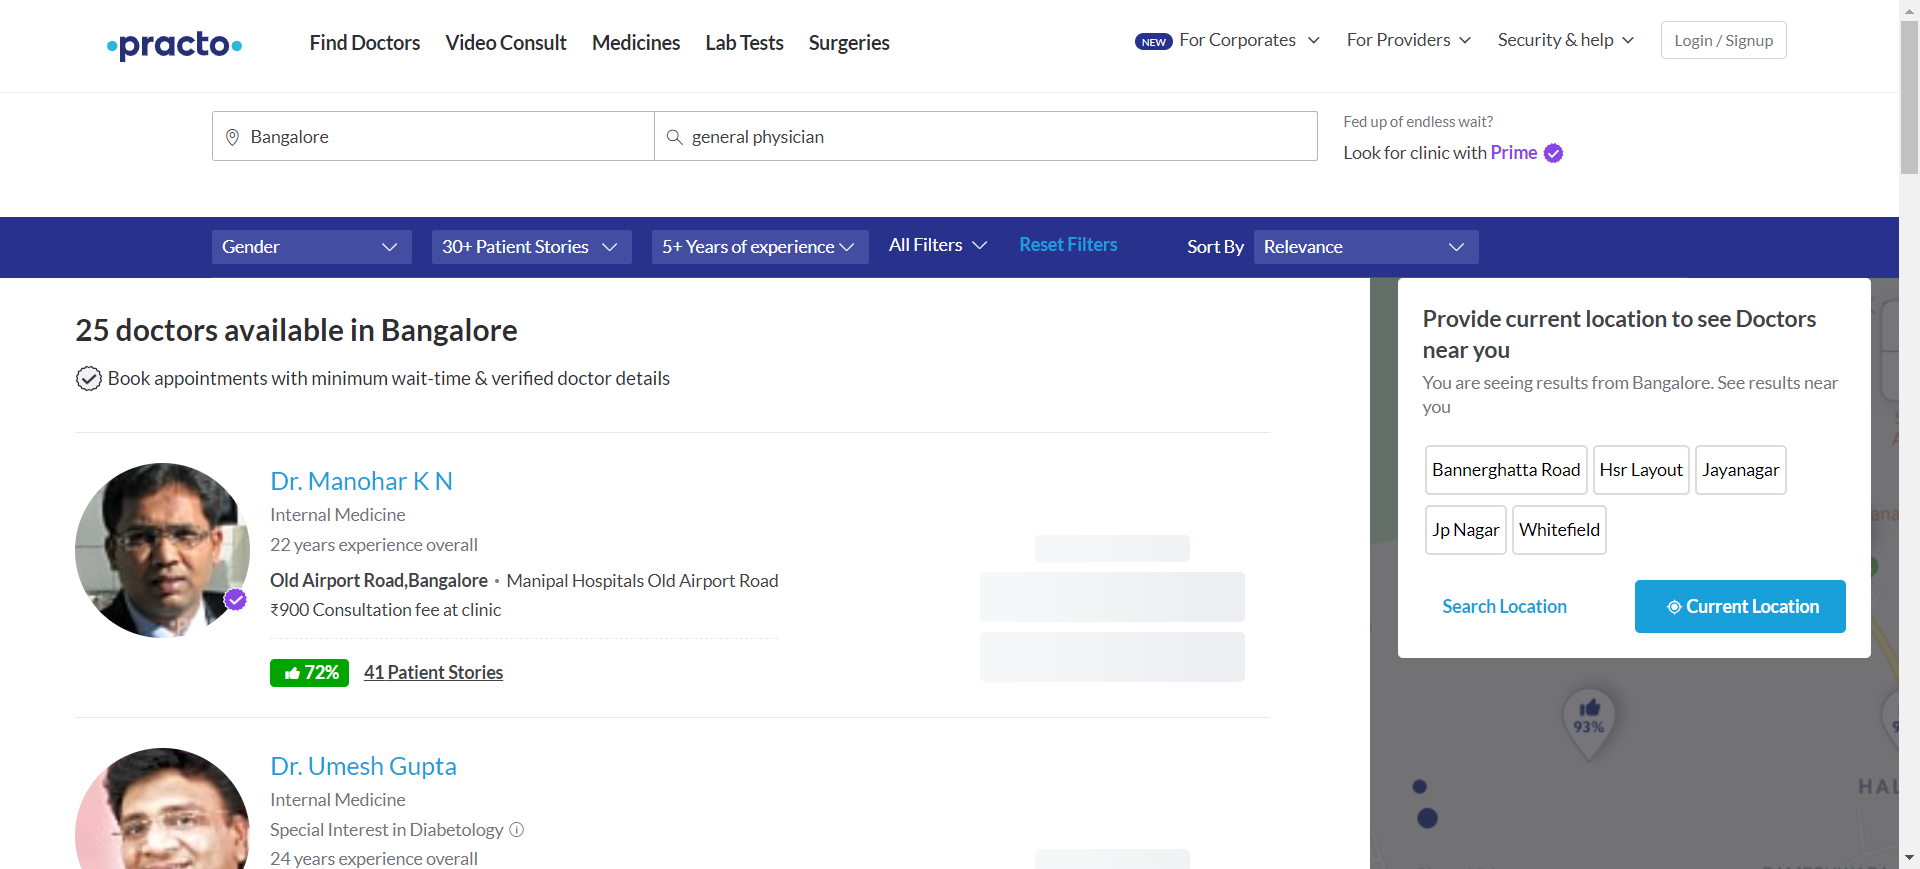 practo
Find Doctors Video Consult Medicines Lab Tests Surgeries
NEW For Corporates For Providers Security & help Login / Signup
Bangalore general physician
Fed up of endless wait?
Look for clinic with Prime
Gender 30+ Patient Stories 5+ Years of experience All Filters Reset Filters Sort By Relevance
25 doctors available in Bangalore
Book appointments with minimum wait-time & verified doctor details
Dr. Manohar K N
Internal Medicine
22 years experience overall
Old Airport Road,Bangalore • Manipal Hospitals Old Airport Road
₹900 Consultation fee at clinic
72% 41 Patient Stories
Dr. Umesh Gupta
Internal Medicine
Special Interest in Diabetology
24 years experience overall
Provide current location to see Doctors
near you
You are seeing results from Bangalore. See results near
you
Bannerghatta Road Hsr Layout Jayanagar
Jp Nagar Whitefield
Search Location Current Location
93%
HAL